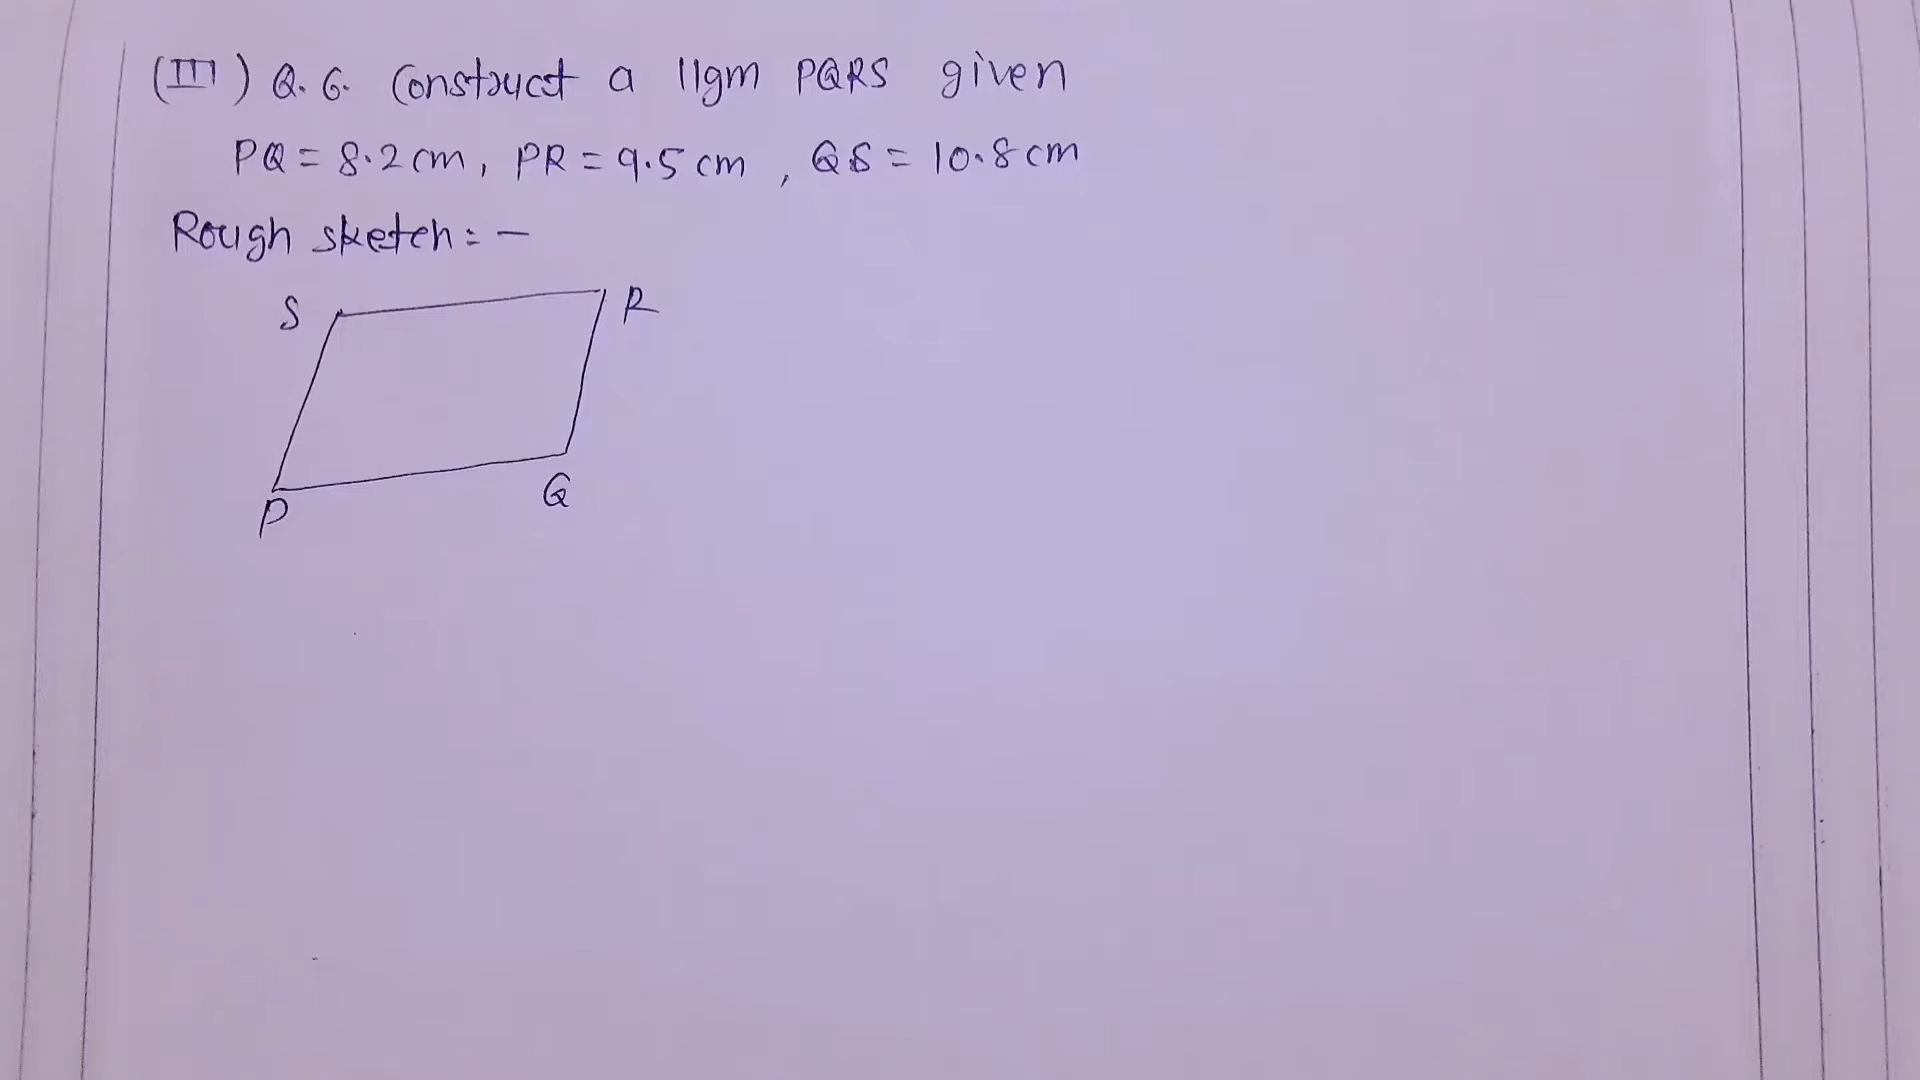 (III) Q. 6. Construct a llgm PQRS given
PQ = 8.2 cm, PR = 9.5 cm, QS = 10.8 cm
Rough sketch : -
S R
P Q